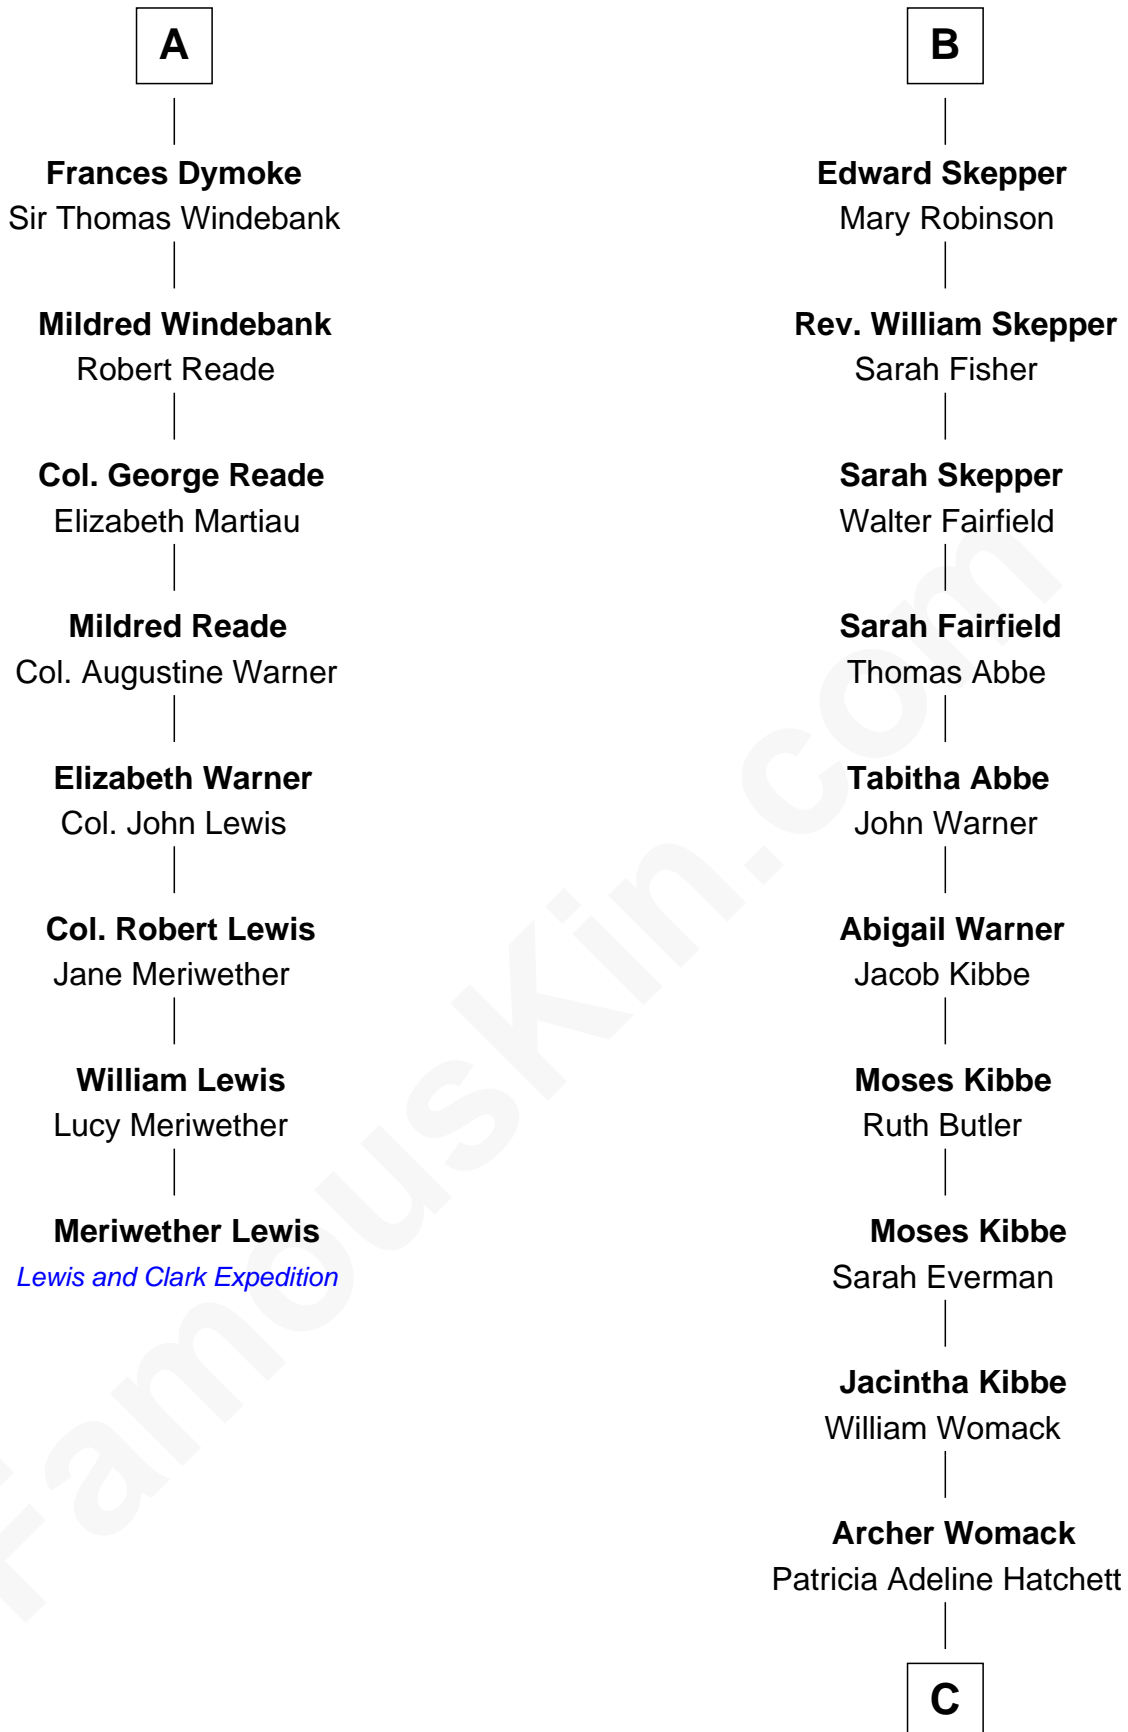 A
Frances Dymoke
Sir Thomas Windebank
Mildred Windebank
Robert Reade
Col. George Reade
Elizabeth Martiau
Mildred Reade
Col. Augustine Warner
Elizabeth Warner
Col. John Lewis
Col. Robert Lewis
Jane Meriwether
William Lewis
Lucy Meriwether
Meriwether Lewis
Lewis and Clark Expedition
B
Edward Skepper
Mary Robinson
Rev. William Skepper
Sarah Fisher
Sarah Skepper
Walter Fairfield
Sarah Fairfield
Thomas Abbe
Tabitha Abbe
John Warner
Abigail Warner
Jacob Kibbe
Moses Kibbe
Ruth Butler
Moses Kibbe
Sarah Everman
Jacintha Kibbe
William Womack
Archer Womack
Patricia Adeline Hatchett
C
FamousKin.com